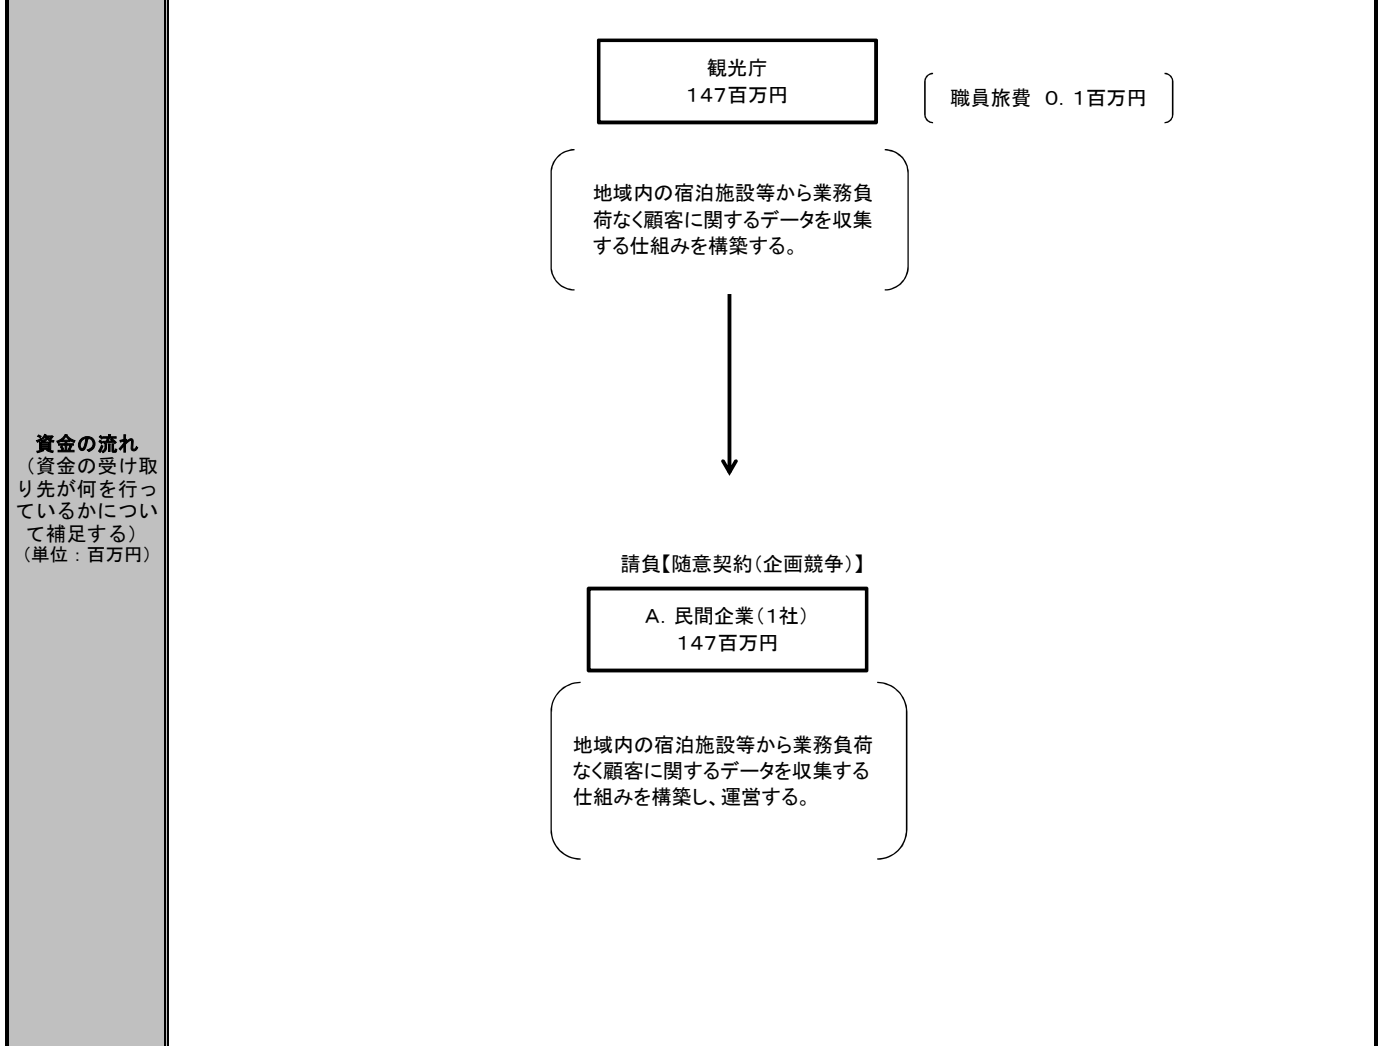 観光庁
147百万円
職員旅費　0．1百万円
地域内の宿泊施設等から業務負
荷なく顧客に関するデータを収集
する仕組みを構築する。
資金の流れ
（資金の受け取
り先が何を行っ
ているかについ
て補足する）
（単位：百万円）
請負【随意契約（企画競争）】
A．民間企業（1社）
147百万円
地域内の宿泊施設等から業務負荷
なく顧客に関するデータを収集する
仕組みを構築し、運営する。